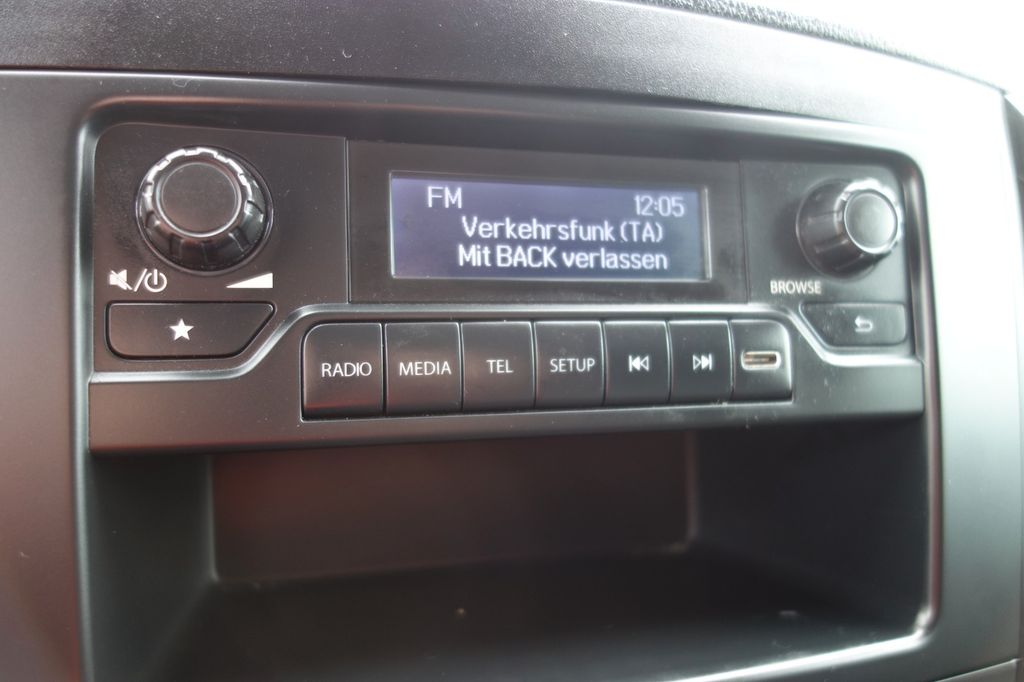 FM 12:05
Verkehrsfunk (TA)
Mit BACK verlassen
BROWSE
RADIO MEDIA TEL SETUP